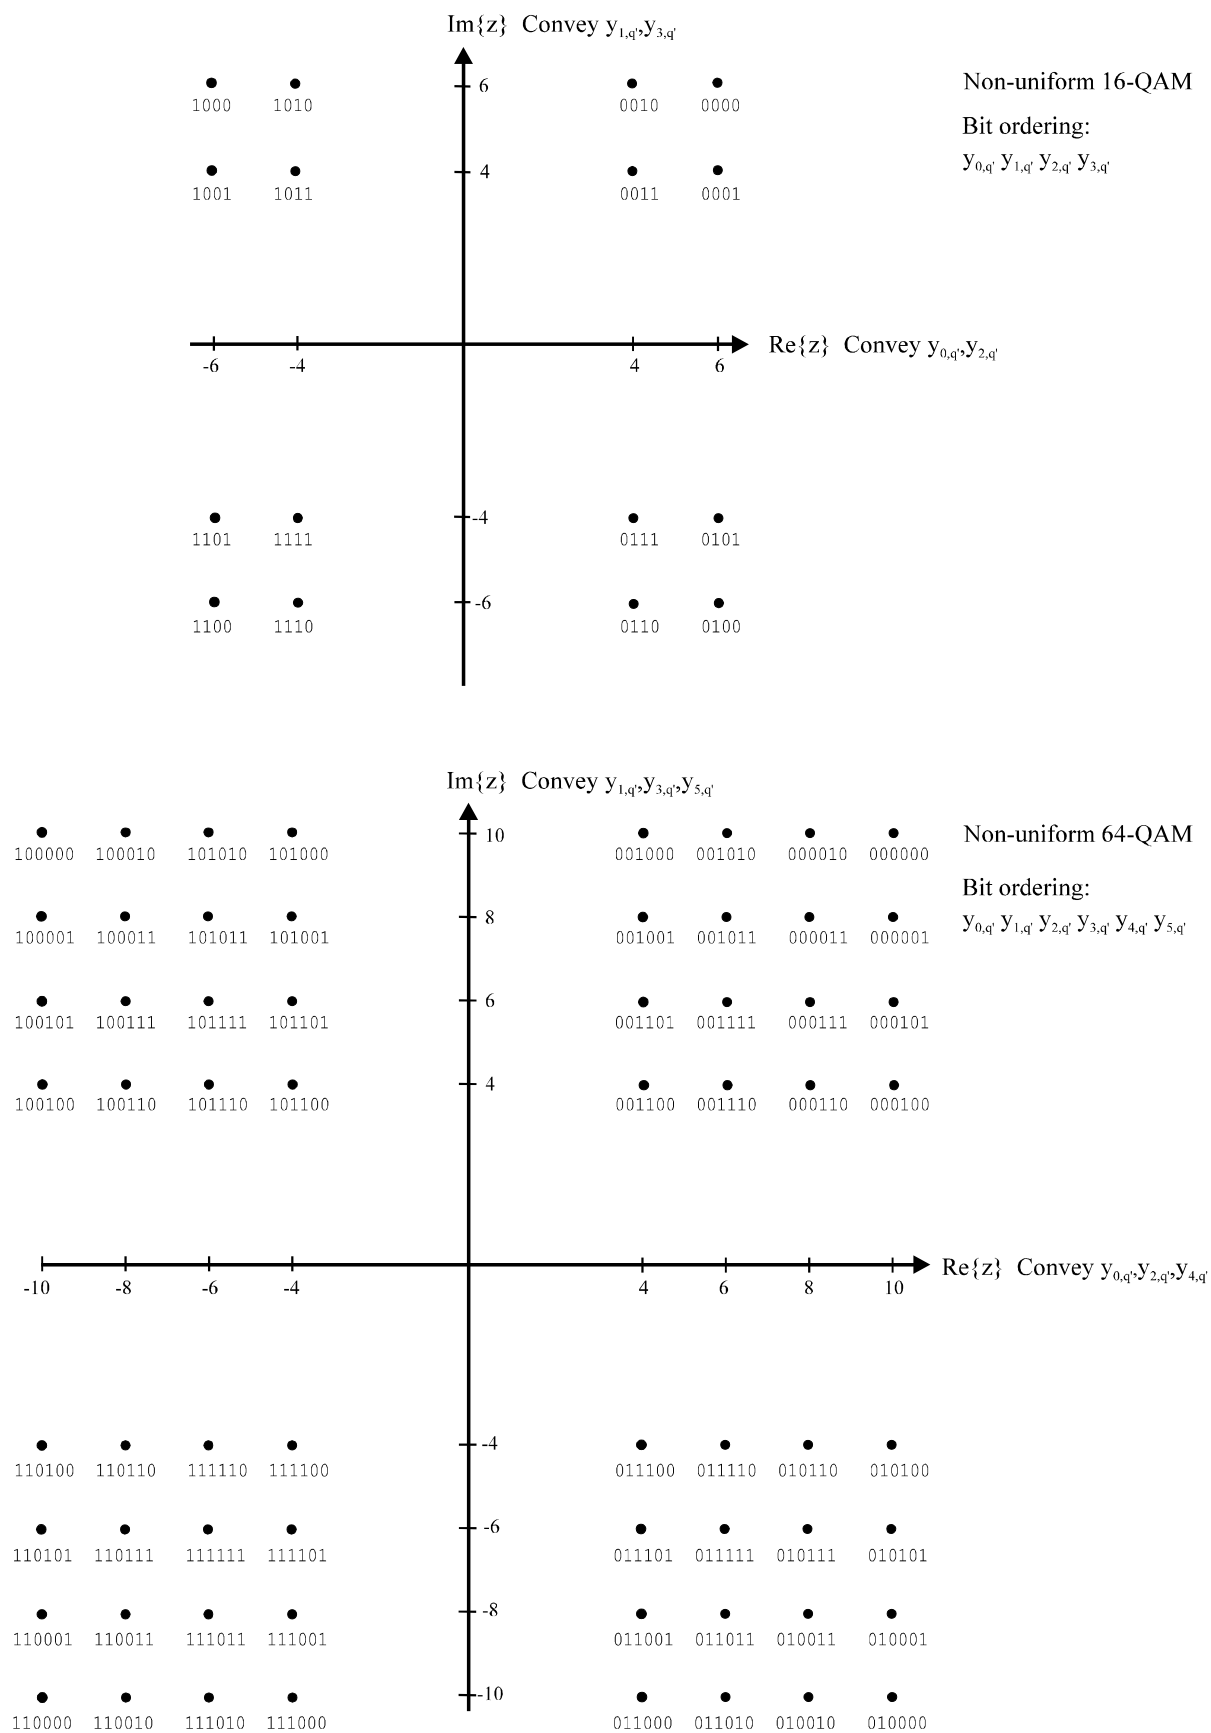 Im{z} Convey y1,q',y3,q'
6
Non-uniform 16-QAM
1000 1010 0010 0000
Bit ordering:
y0,q' y1,q' y2,q' y3,q'
4
1001 1011 0011 0001
Re{z} Convey y0,q',y2,q'
-6 -4 4 6
-4
1101 1111 0111 0101
-6
1100 1110 0110 0100
Im{z} Convey y1,q',y3,q',y5,q'
10
Non-uniform 64-QAM
100000 100010 101010 101000 001000 001010 000010 000000
Bit ordering:
8
y0,q' y1,q' y2,q' y3,q' y4,q' y5,q'
100001 100011 101011 101001 001001 001011 000011 000001
6
100101 100111 101111 101101 001101 001111 000111 000101
4
100100 100110 101110 101100 001100 001110 000110 000100
Re{z} Convey y0,q',y2,q',y4,q'
-10 -8 -6 -4 4 6 8 10
-4
110100 110110 111110 111100 011100 011110 010110 010100
-6
110101 110111 111111 111101 011101 011111 010111 010101
-8
110001 110011 111011 111001 011001 011011 010011 010001
-10
110000 110010 111010 111000 011000 011010 010010 010000